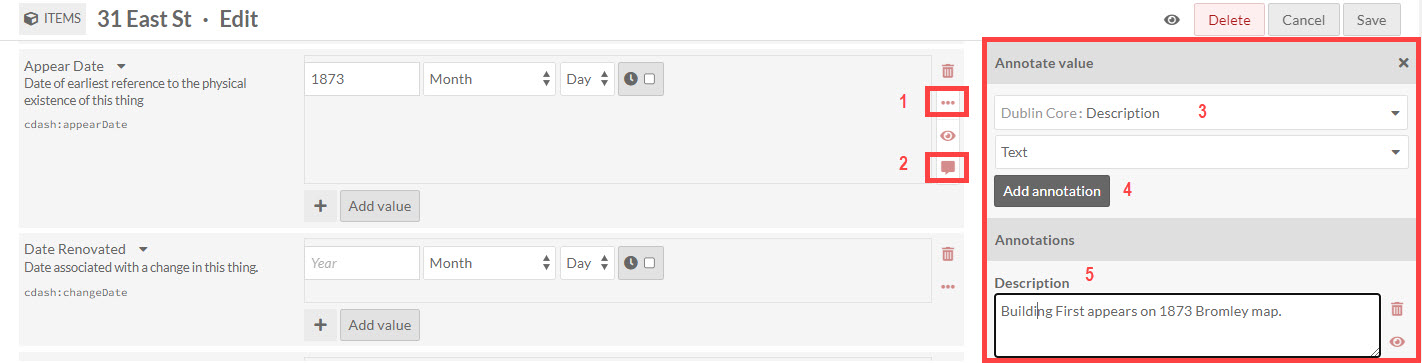 ITEMS 31 East St · Edit Delete Cancel Save
Appear Date
Date of earliest reference to the physical
existence of this thing
cdash:appearDate
1873 Month Day
1
2
+ Add value
Date Renovated
Date associated with a change in this thing.
cdash:changeDate
Year Month Day
+ Add value
Annotate value
Dublin Core: Description 3
Text
Add annotation 4
Annotations
Description 5
Building First appears on 1873 Bromley map.